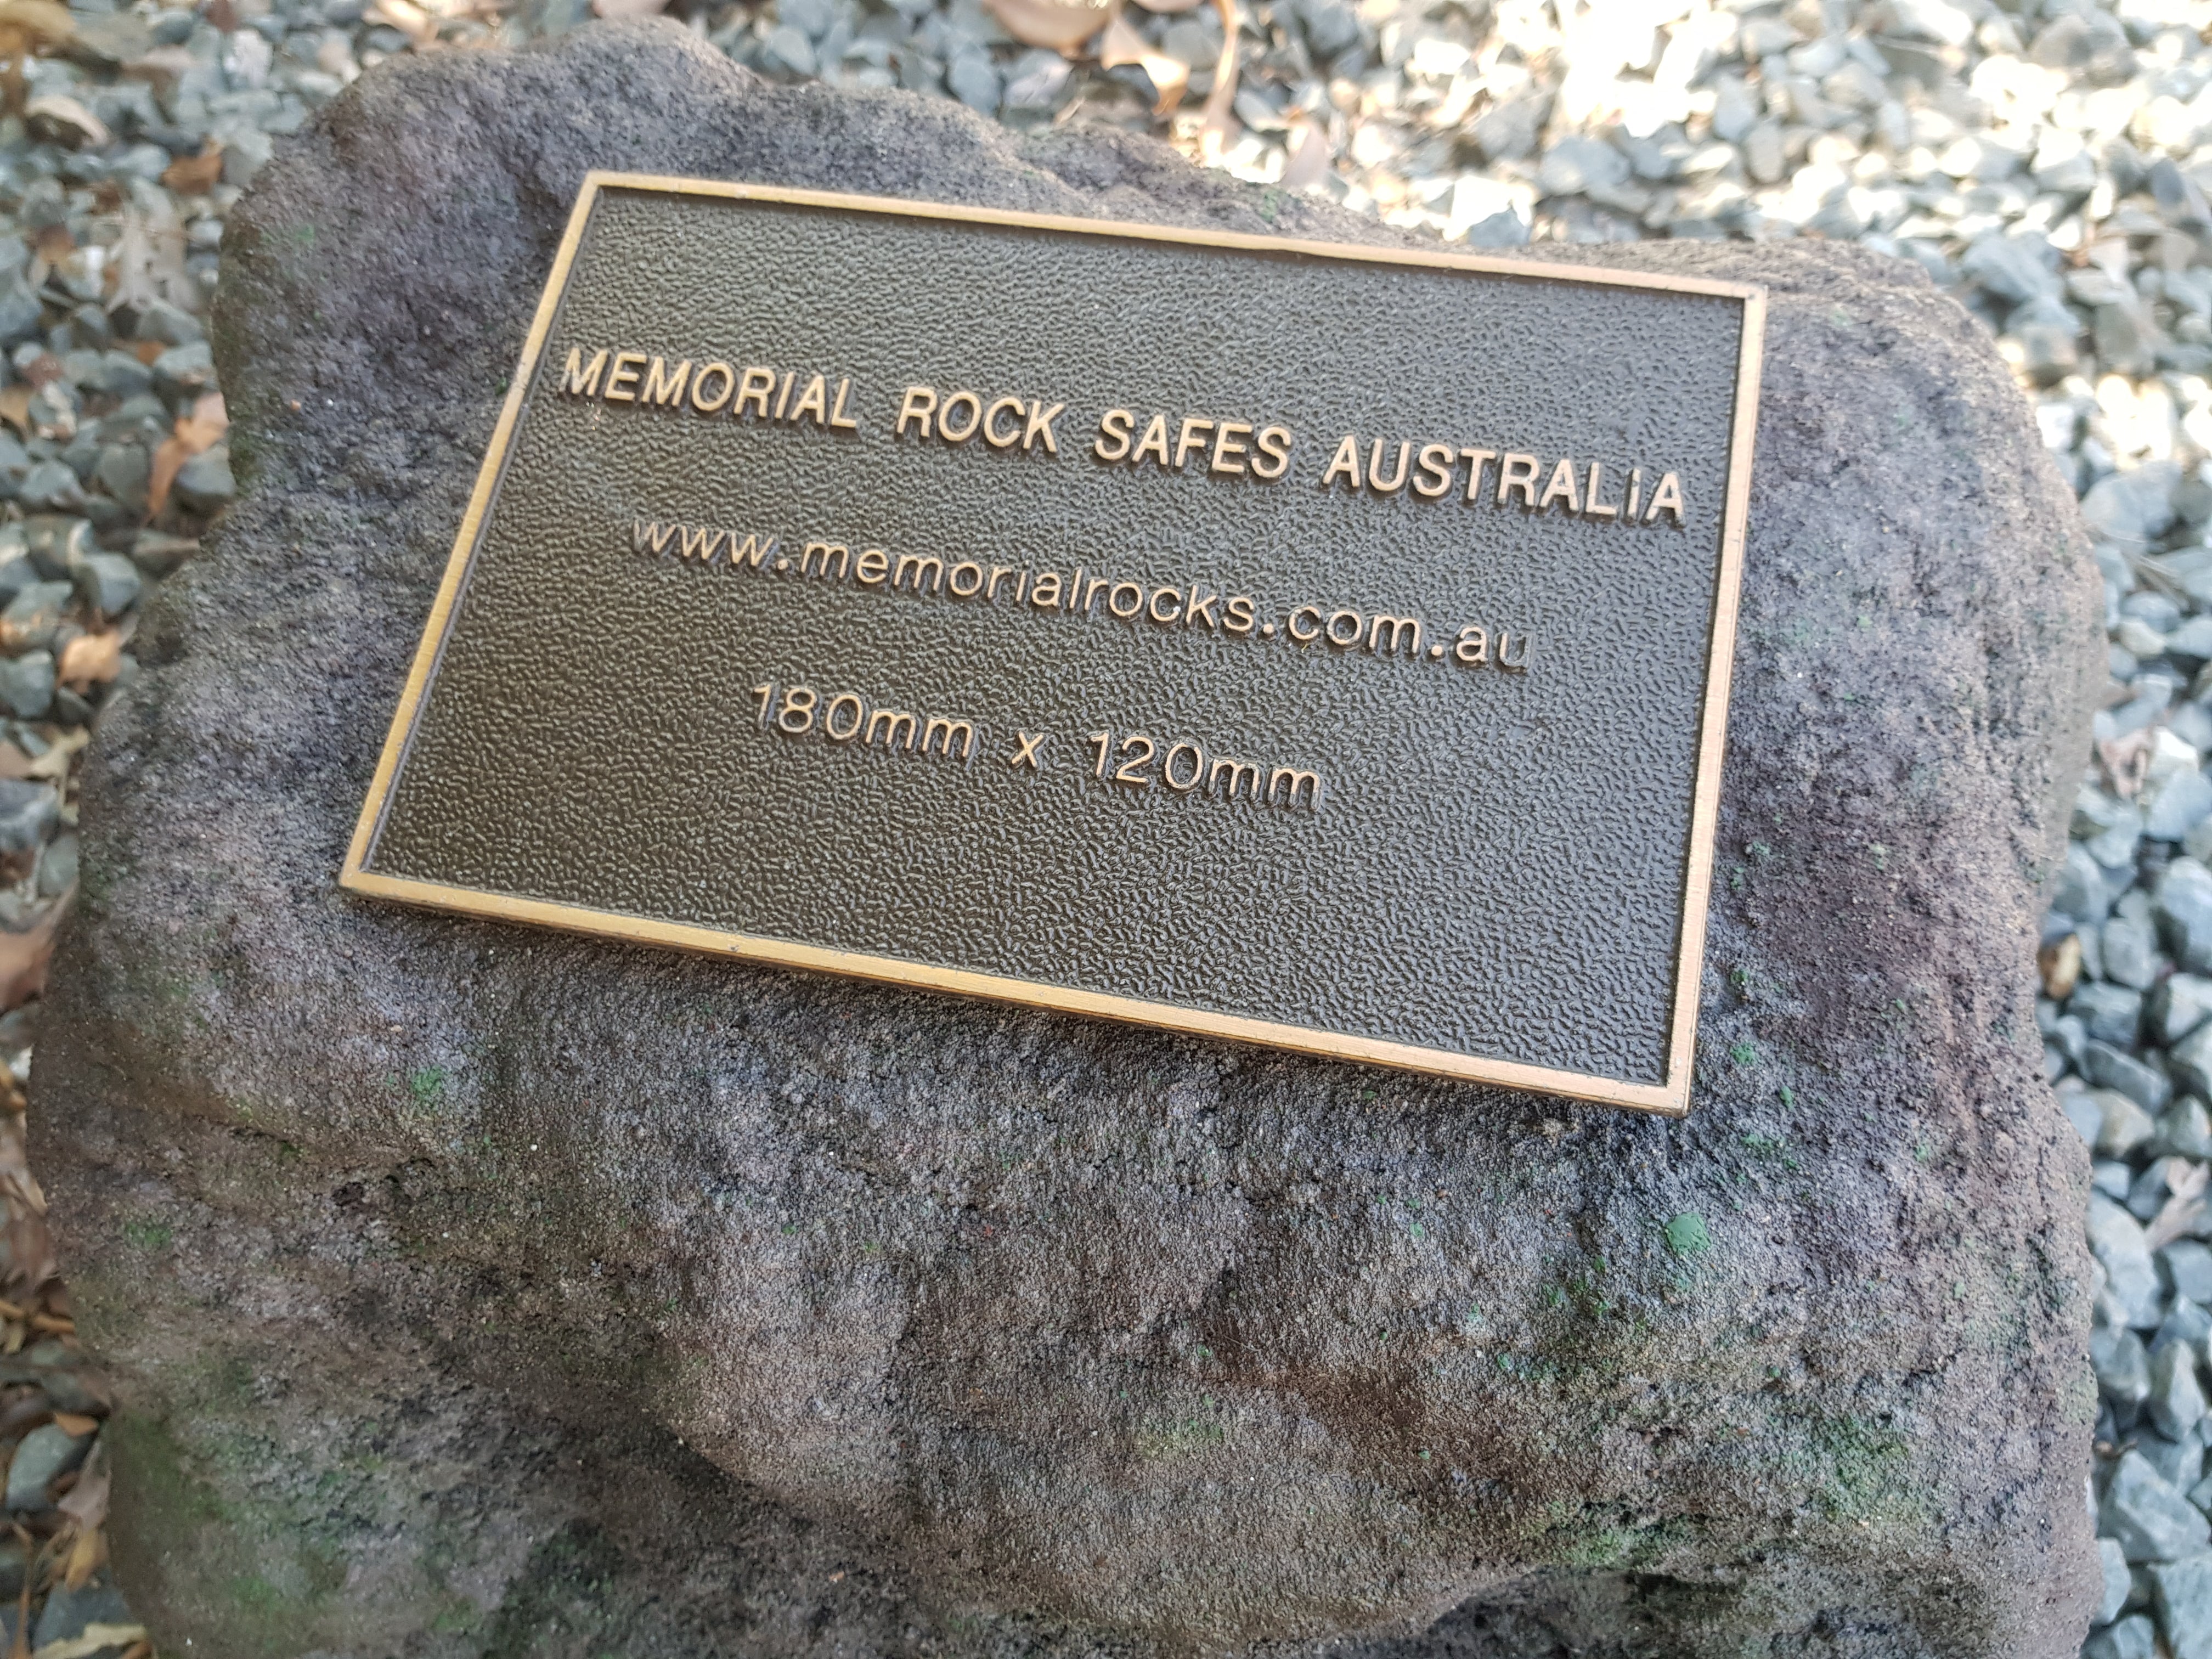 MEMORIAL ROCK SAFES AUSTRALiA
www.memorialrocks.com.au
180mm x 120mm